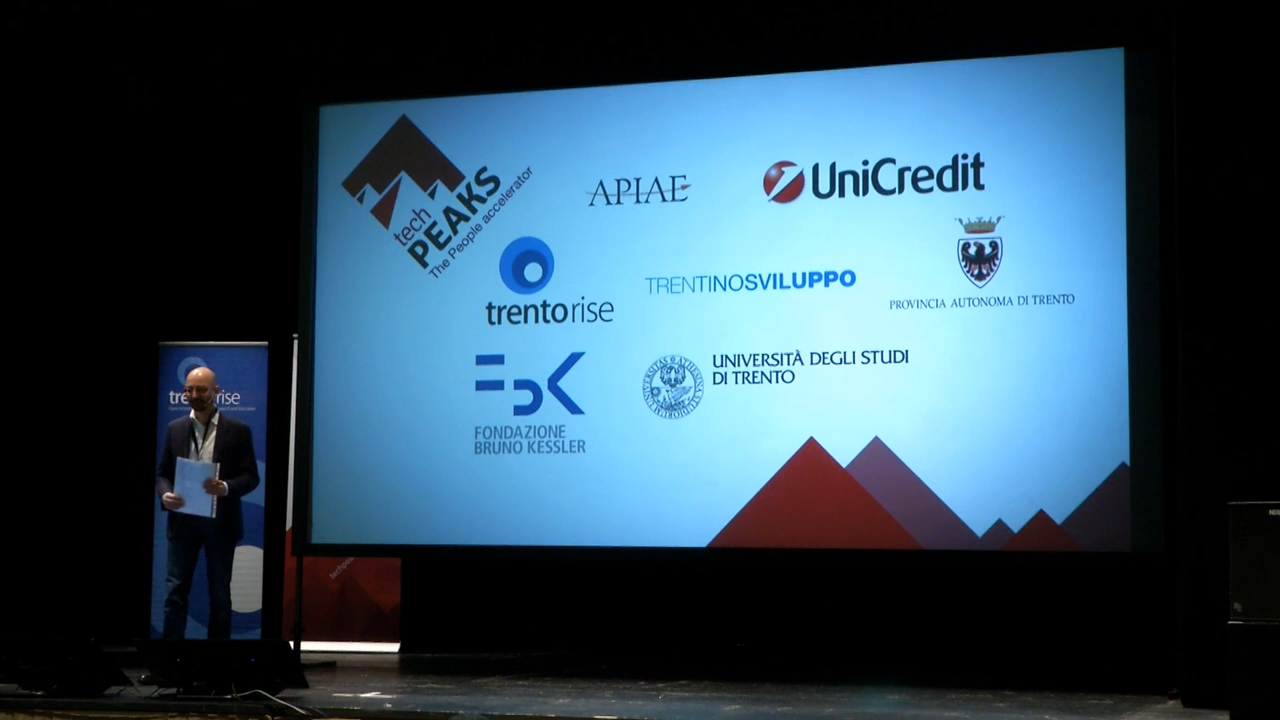 tech
PEAKS
The People accelerator
APIAE
UniCredit
trentorise
TRENTINOSVILUPPO
PROVINCIA AUTONOMA DI TRENTO
FBK
FONDAZIONE
BRUNO KESSLER
UNIVERSITÀ DEGLI STUDI
DI TRENTO
trentorise